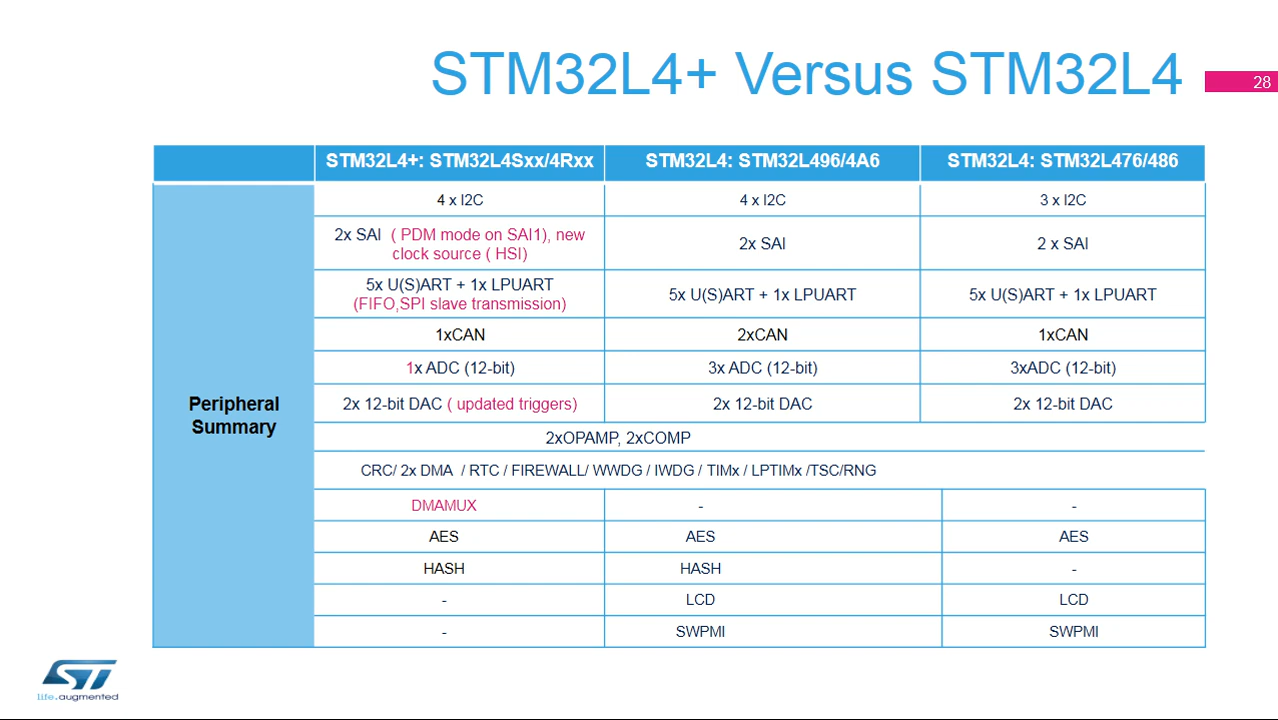 STM32L4+ Versus STM32L4
28
STM32L4+: STM32L4Sxx/4Rxx
STM32L4: STM32L496/4A6
STM32L4: STM32L476/486
Peripheral
Summary
4 x I2C
4 x I2C
3 x I2C
2x SAI ( PDM mode on SAI1), new
clock source ( HSI)
2x SAI
2 x SAI
5x U(S)ART + 1x LPUART
(FIFO,SPI slave transmission)
5x U(S)ART + 1x LPUART
5x U(S)ART + 1x LPUART
1xCAN
2xCAN
1xCAN
1x ADC (12-bit)
3x ADC (12-bit)
3xADC (12-bit)
2x 12-bit DAC ( updated triggers)
2x 12-bit DAC
2x 12-bit DAC
2xOPAMP, 2xCOMP
CRC/ 2x DMA / RTC / FIREWALL/ WWDG / IWDG / TIMx / LPTIMx /TSC/RNG
DMAMUX
-
-
AES
AES
AES
HASH
HASH
-
-
LCD
LCD
-
SWPMI
SWPMI
ST
life.augmented